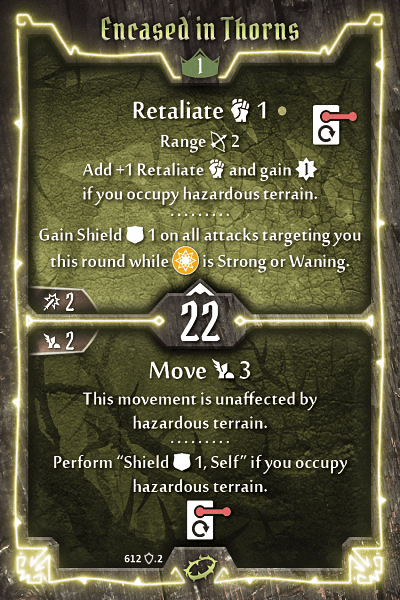 Encased in Thorns
1
Retaliate 1
Range 2
Add +1 Retaliate and gain 1
if you occupy hazardous terrain.
Gain Shield 1 on all attacks targeting you
this round while is Strong or Waning.
2
22
2
Move 3
This movement is unaffected by
hazardous terrain.
Perform “Shield 1, Self” if you occupy
hazardous terrain.
612 .2